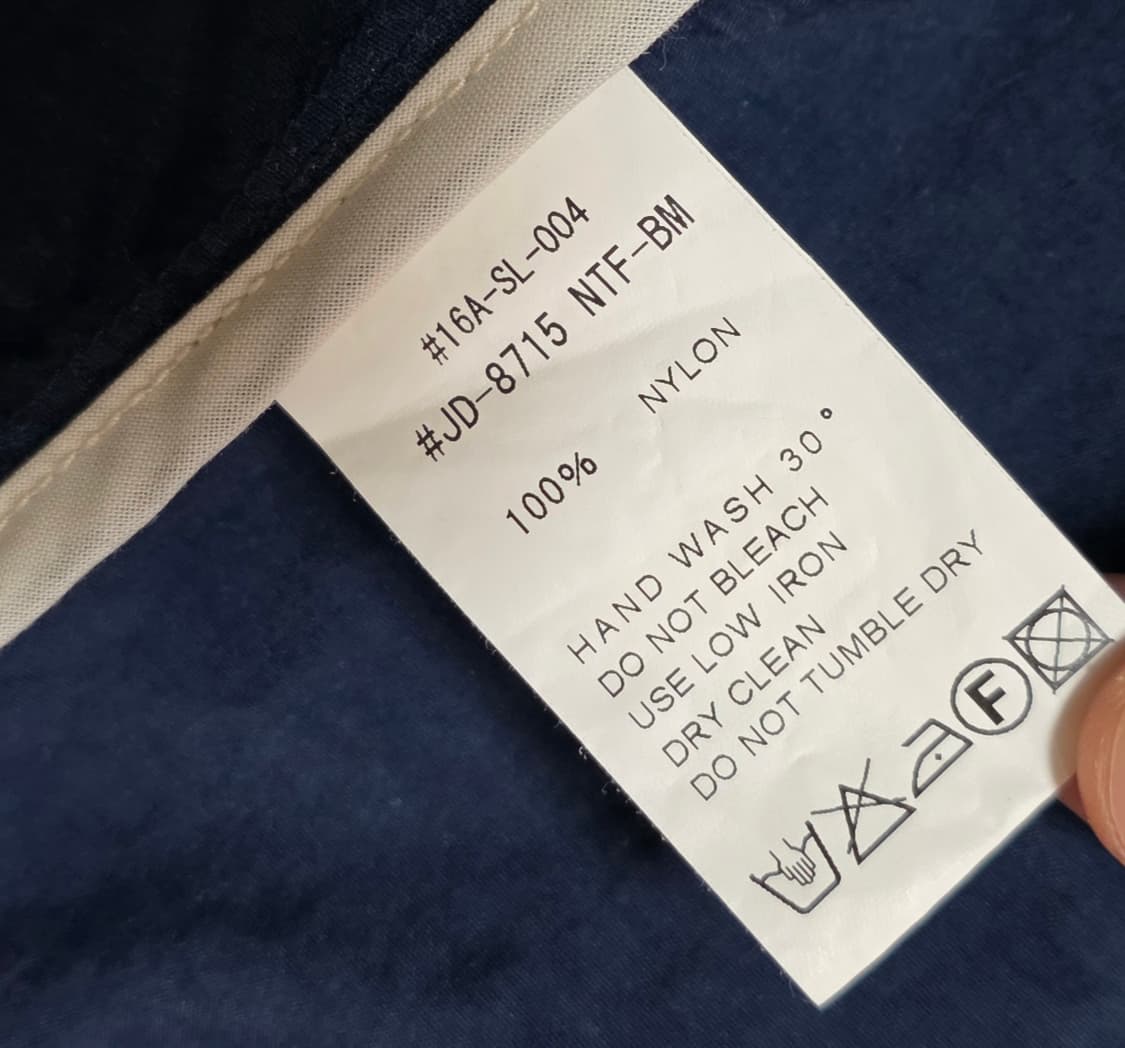 #16A-SL-004
#JD-8715 NTF-BM
100% NYLON
HAND WASH 30°
DO NOT BLEACH
USE LOW IRON
DRY CLEAN
DO NOT TUMBLE DRY
F